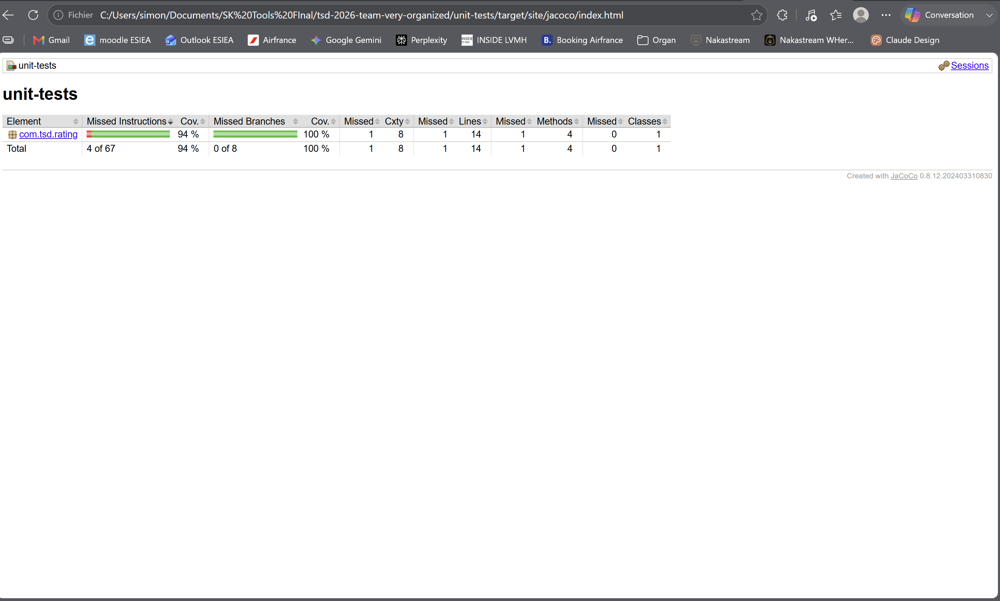 Fichier C:/Users/simon/Documents/SK%20Tools%20FInal/tsd-2026-team-very-organized/unit-tests/target/site/jacoco/index.html Conversation
Gmail moodle ESIEA Outlook ESIEA Airfrance Google Gemini Perplexity INSIDE LVMH INSIDE LVMH B. Booking Airfrance Organ Nakastream Nakastream WHer... Claude Design
unit-tests Sessions
unit-tests
Element Missed Instructions Cov. Missed Branches Cov. Missed Cxty Missed Lines Missed Methods Missed Classes
com.tsd.rating 94 % 100 % 1 8 1 14 1 4 0 1
Total 4 of 67 94 % 0 of 8 100 % 1 8 1 14 1 4 0 1
Created with JaCoCo 0.8.12.202403310830